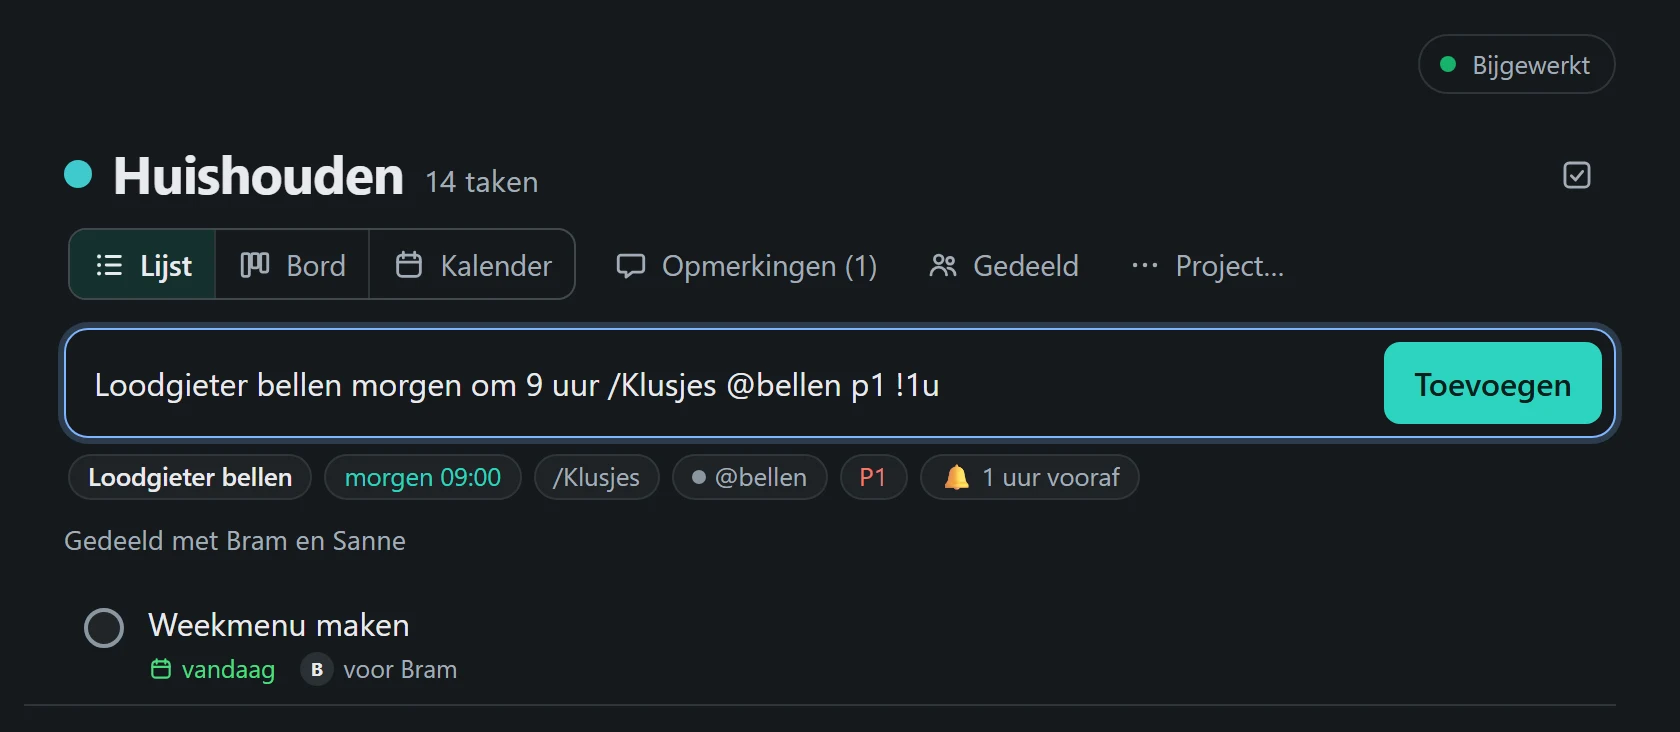 Bijgewerkt
Huishouden 14 taken
Lijst Bord Kalender Opmerkingen (1) Gedeeld Project...
Loodgieter bellen morgen om 9 uur /Klusjes @bellen p1 !1u Toevoegen
Loodgieter bellen morgen 09:00 /Klusjes @bellen P1 1 uur vooraf
Gedeeld met Bram en Sanne
Weekmenu maken
vandaag B voor Bram